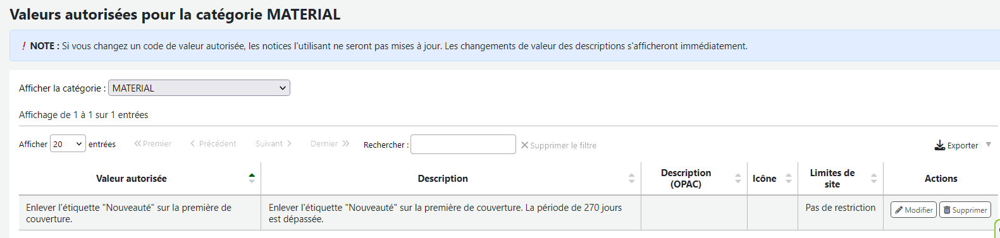 Valeurs autorisées pour la catégorie MATERIAL
! NOTE : Si vous changez un code de valeur autorisée, les notices l'utilisant ne seront pas mises à jour. Les changements de valeur des descriptions s'afficheront immédiatement.
Afficher la catégorie : MATERIAL
Affichage de 1 à 1 sur 1 entrées
Afficher 20 entrées Premier Précédent Suivant Dernier Rechercher : Supprimer le filtre Exporter
Valeur autorisée Description Description (OPAC) Icône Limites de site Actions
Enlever l'étiquette "Nouveauté" sur la première de couverture.
Enlever l'étiquette "Nouveauté" sur la première de couverture. La période de 270 jours est dépassée.
Pas de restriction
Modifier Supprimer